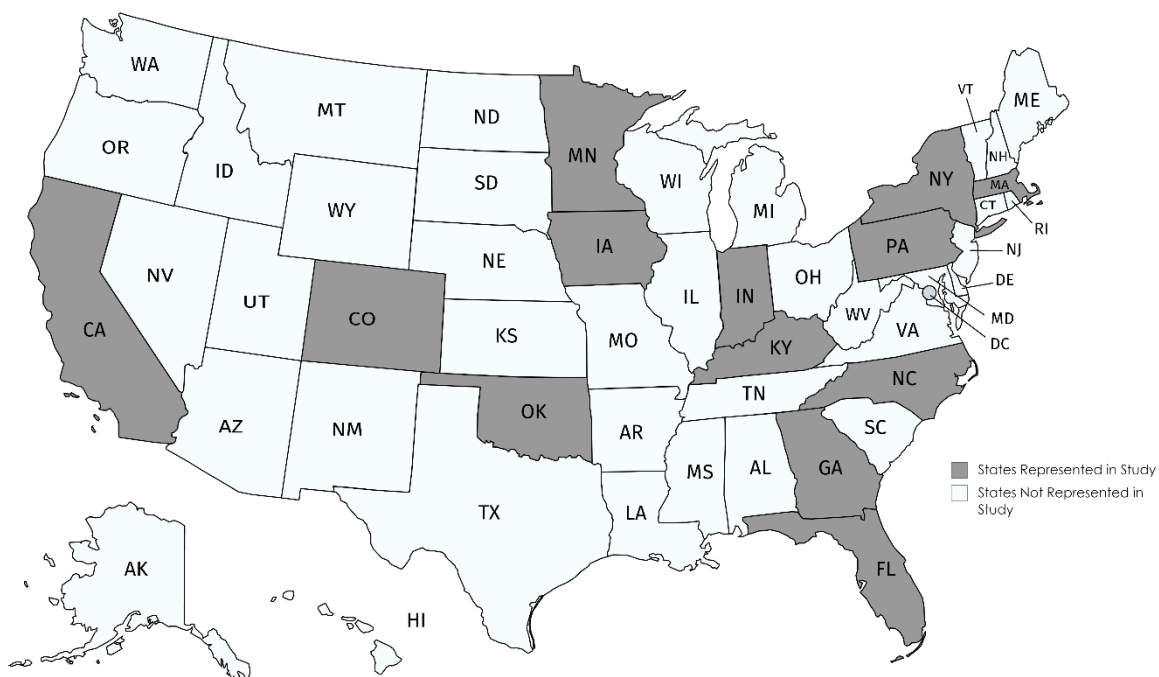 WA
MT
ND
MN
VT
ME
OR
ID
SD
WI
MI
NY
NH
MA
CT
RI
WY
IA
PA
NJ
NE
NV
UT
CO
IL
IN
OH
DE
MD
DC
WV
VA
CA
KS
MO
KY
NC
TN
AZ
NM
OK
AR
SC
MS
AL
GA
TX
LA
FL
AK
HI
States Represented in Study
States Not Represented in
Study